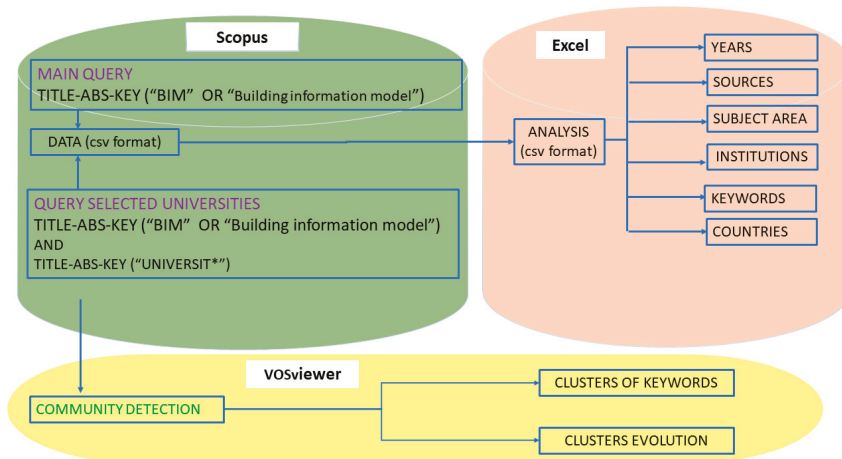 Scopus
MAIN QUERY
TITLE-ABS-KEY (“BIM” OR “Building information model”)
DATA (csv format)
QUERY SELECTED UNIVERSITIES
TITLE-ABS-KEY (“BIM” OR “Building information model”)
AND
TITLE-ABS-KEY (“UNIVERSIT*”)
Excel
ANALYSIS
(csv format)
YEARS
SOURCES
SUBJECT AREA
INSTITUTIONS
KEYWORDS
COUNTRIES
VOSviewer
COMMUNITY DETECTION
CLUSTERS OF KEYWORDS
CLUSTERS EVOLUTION